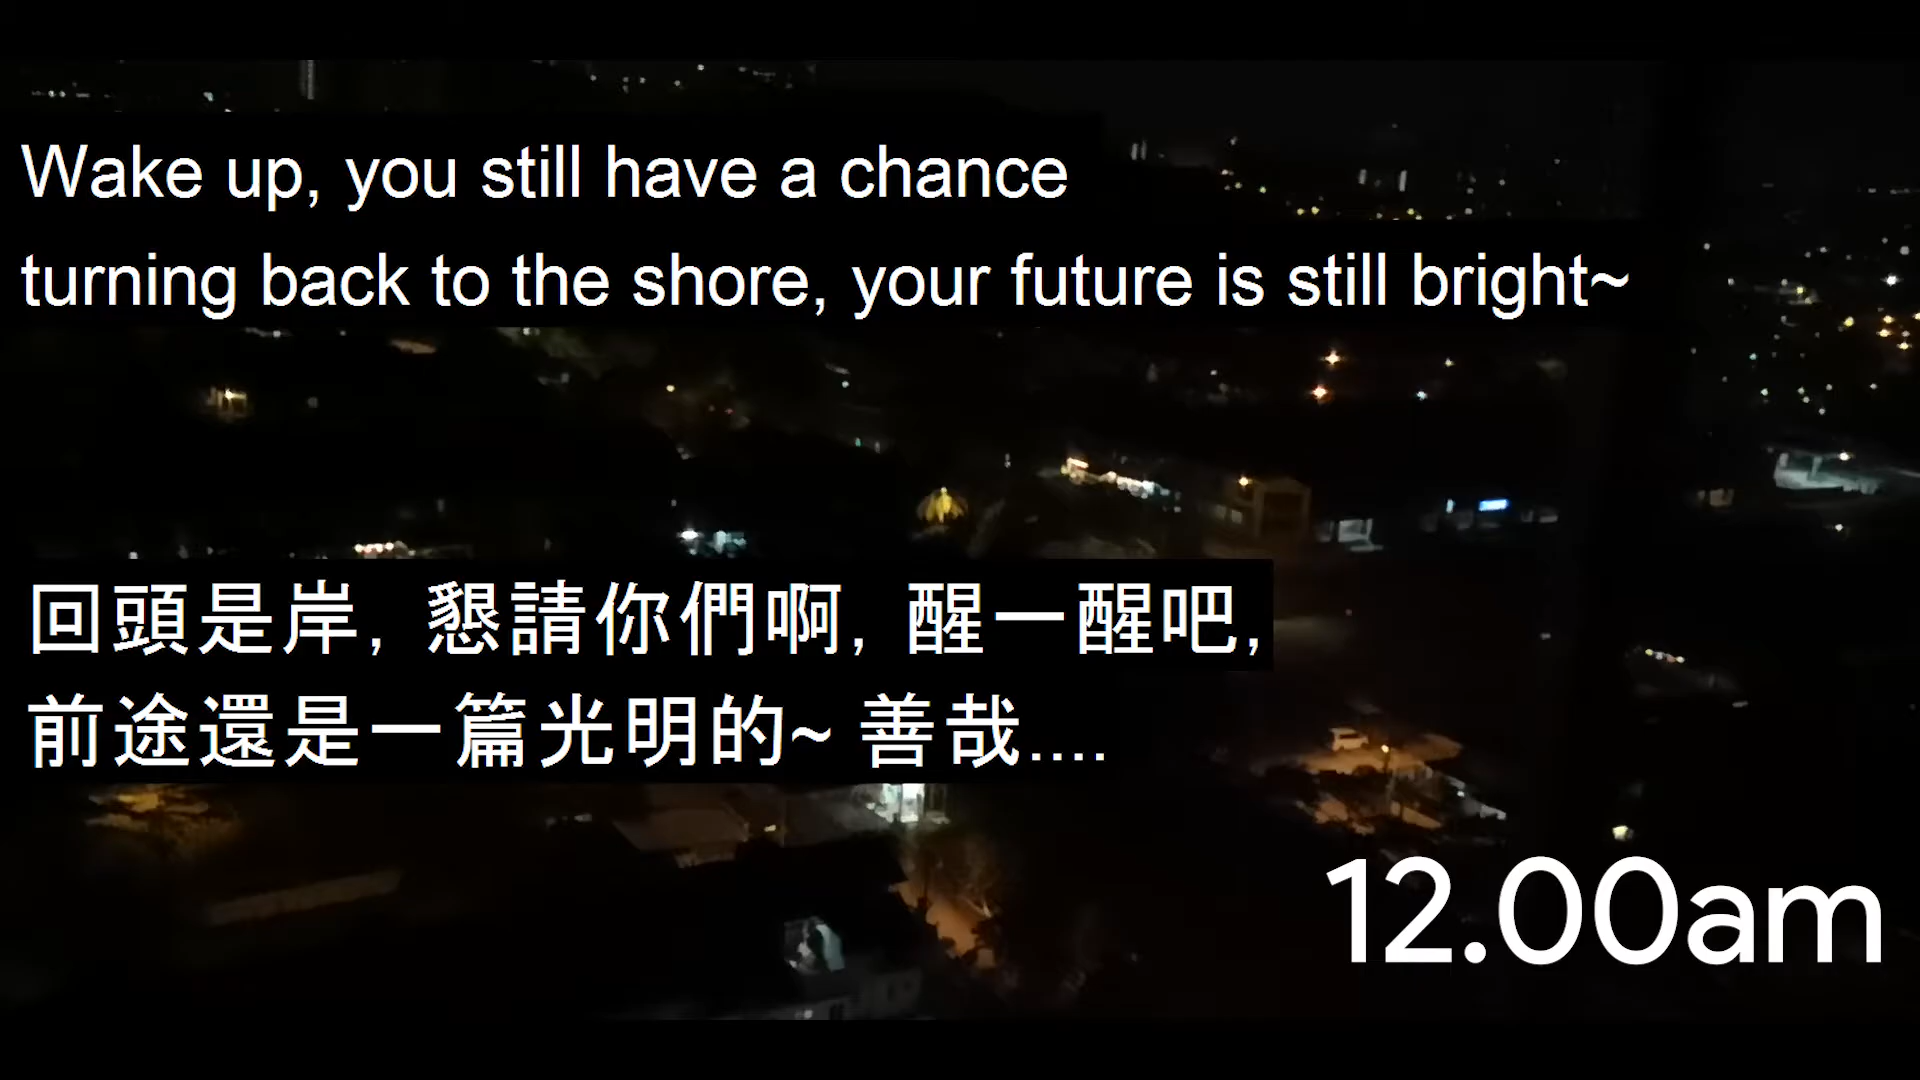 Wake up, you still have a chance
turning back to the shore, your future is still bright~
回頭是岸, 懇請你們啊, 醒一醒吧,
前途還是一篇光明的~ 善哉....
12.00am